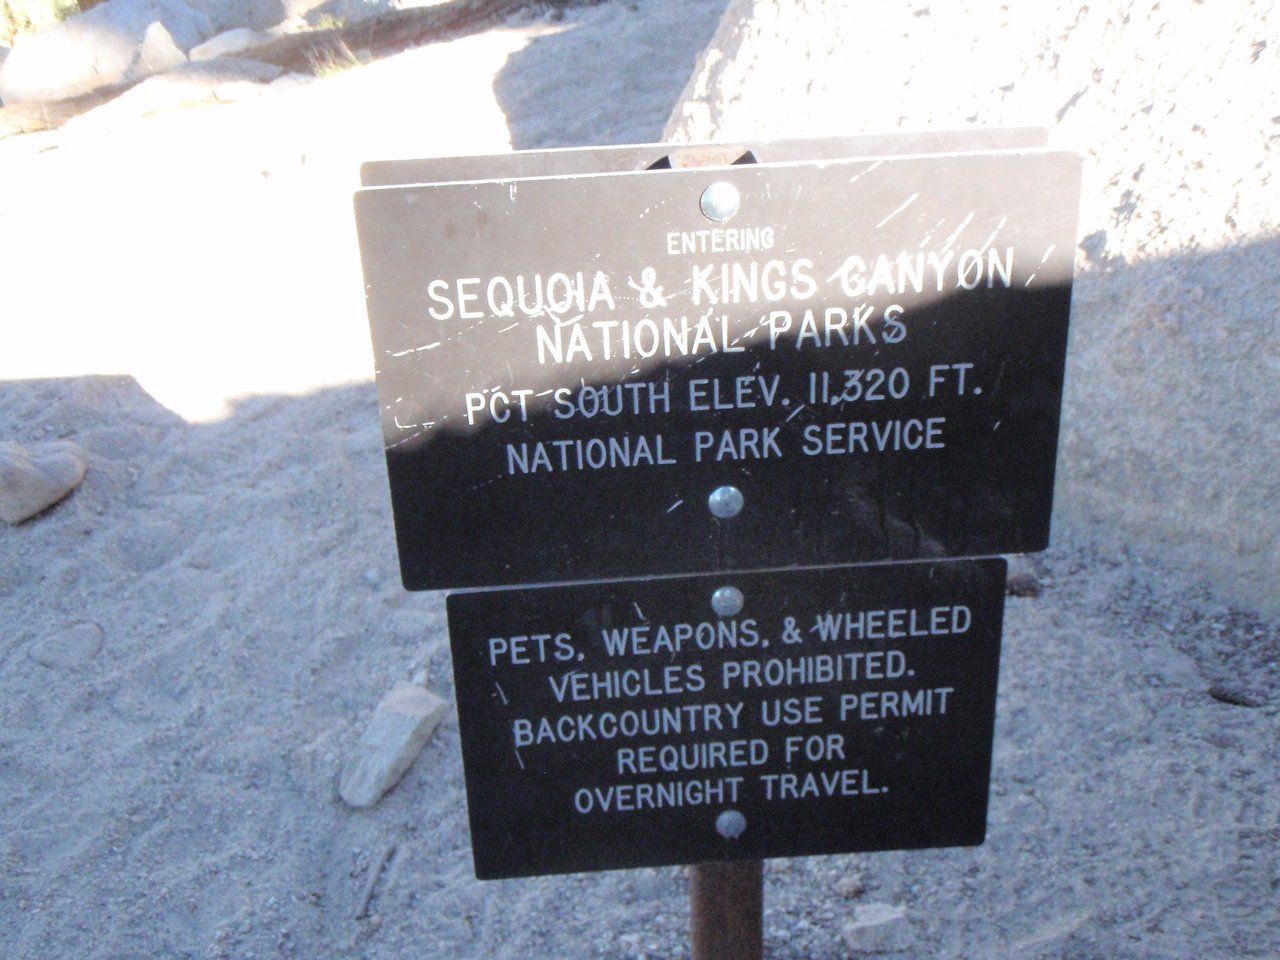 ENTERING
SEQUOIA & KINGS CANYON
NATIONAL PARKS
PCT SOUTH ELEV. 11,320 FT.
NATIONAL PARK SERVICE
PETS, WEAPONS, & WHEELED
VEHICLES PROHIBITED.
BACKCOUNTRY USE PERMIT
REQUIRED FOR
OVERNIGHT TRAVEL.